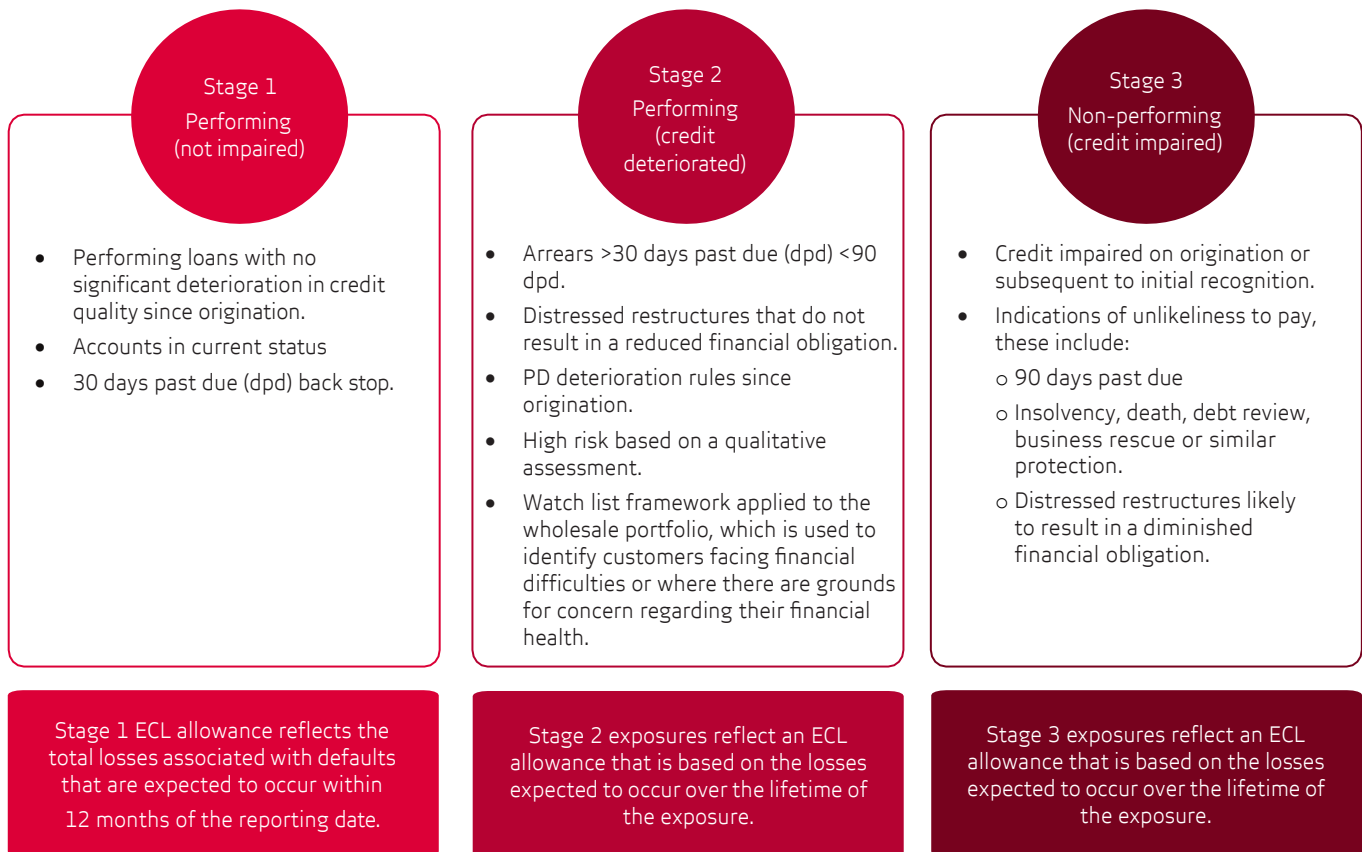 Stage 1
Performing
(not impaired)
• Performing loans with no
significant deterioration in credit
quality since origination.
• Accounts in current status
• 30 days past due (dpd) back stop.
Stage 1 ECL allowance reflects the
total losses associated with defaults
that are expected to occur within
12 months of the reporting date.
Stage 2
Performing
(credit
deteriorated)
• Arrears >30 days past due (dpd) <90
dpd.
• Distressed restructures that do not
result in a reduced financial obligation.
• PD deterioration rules since
origination.
• High risk based on a qualitative
assessment.
• Watch list framework applied to the
wholesale portfolio, which is used to
identify customers facing financial
difficulties or where there are grounds
for concern regarding their financial
health.
Stage 2 exposures reflect an ECL
allowance that is based on the losses
expected to occur over the lifetime of
the exposure.
Stage 3
Non-performing
(credit impaired)
• Credit impaired on origination or
subsequent to initial recognition.
• Indications of unlikeliness to pay,
these include:
o 90 days past due
o Insolvency, death, debt review,
business rescue or similar
protection.
o Distressed restructures likely
to result in a diminished
financial obligation.
Stage 3 exposures reflect an ECL
allowance that is based on the losses
expected to occur over the lifetime of
the exposure.